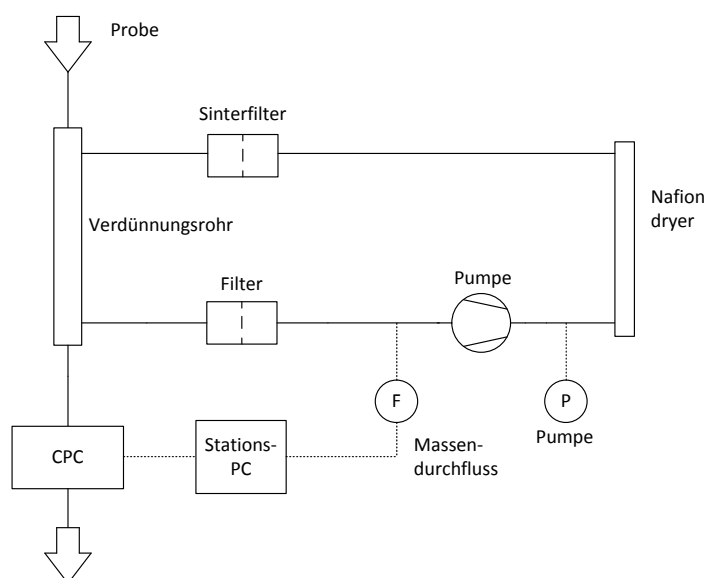 Probe
Sinterfilter
Nafion
dryer
Verdünnungsrohr
Filter
Pumpe
F
P
CPC
Stations-
PC
Massen-
durchfluss
Pumpe